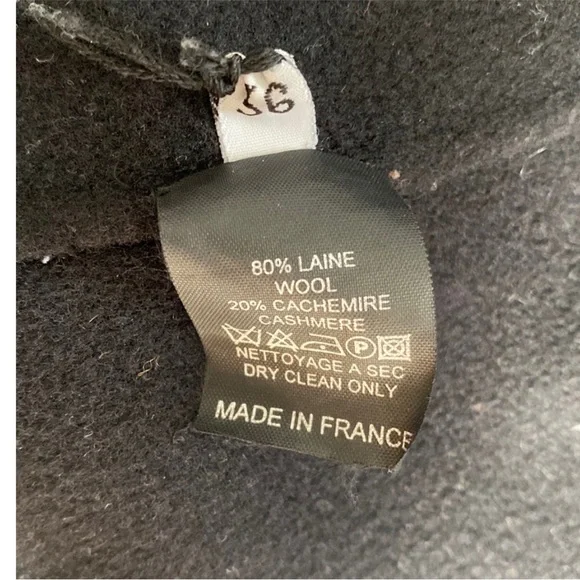 36
80% LAINE
WOOL
20% CACHEMIRE
CASHMERE
P
NETTOYAGE A SEC
DRY CLEAN ONLY
MADE IN FRANCE